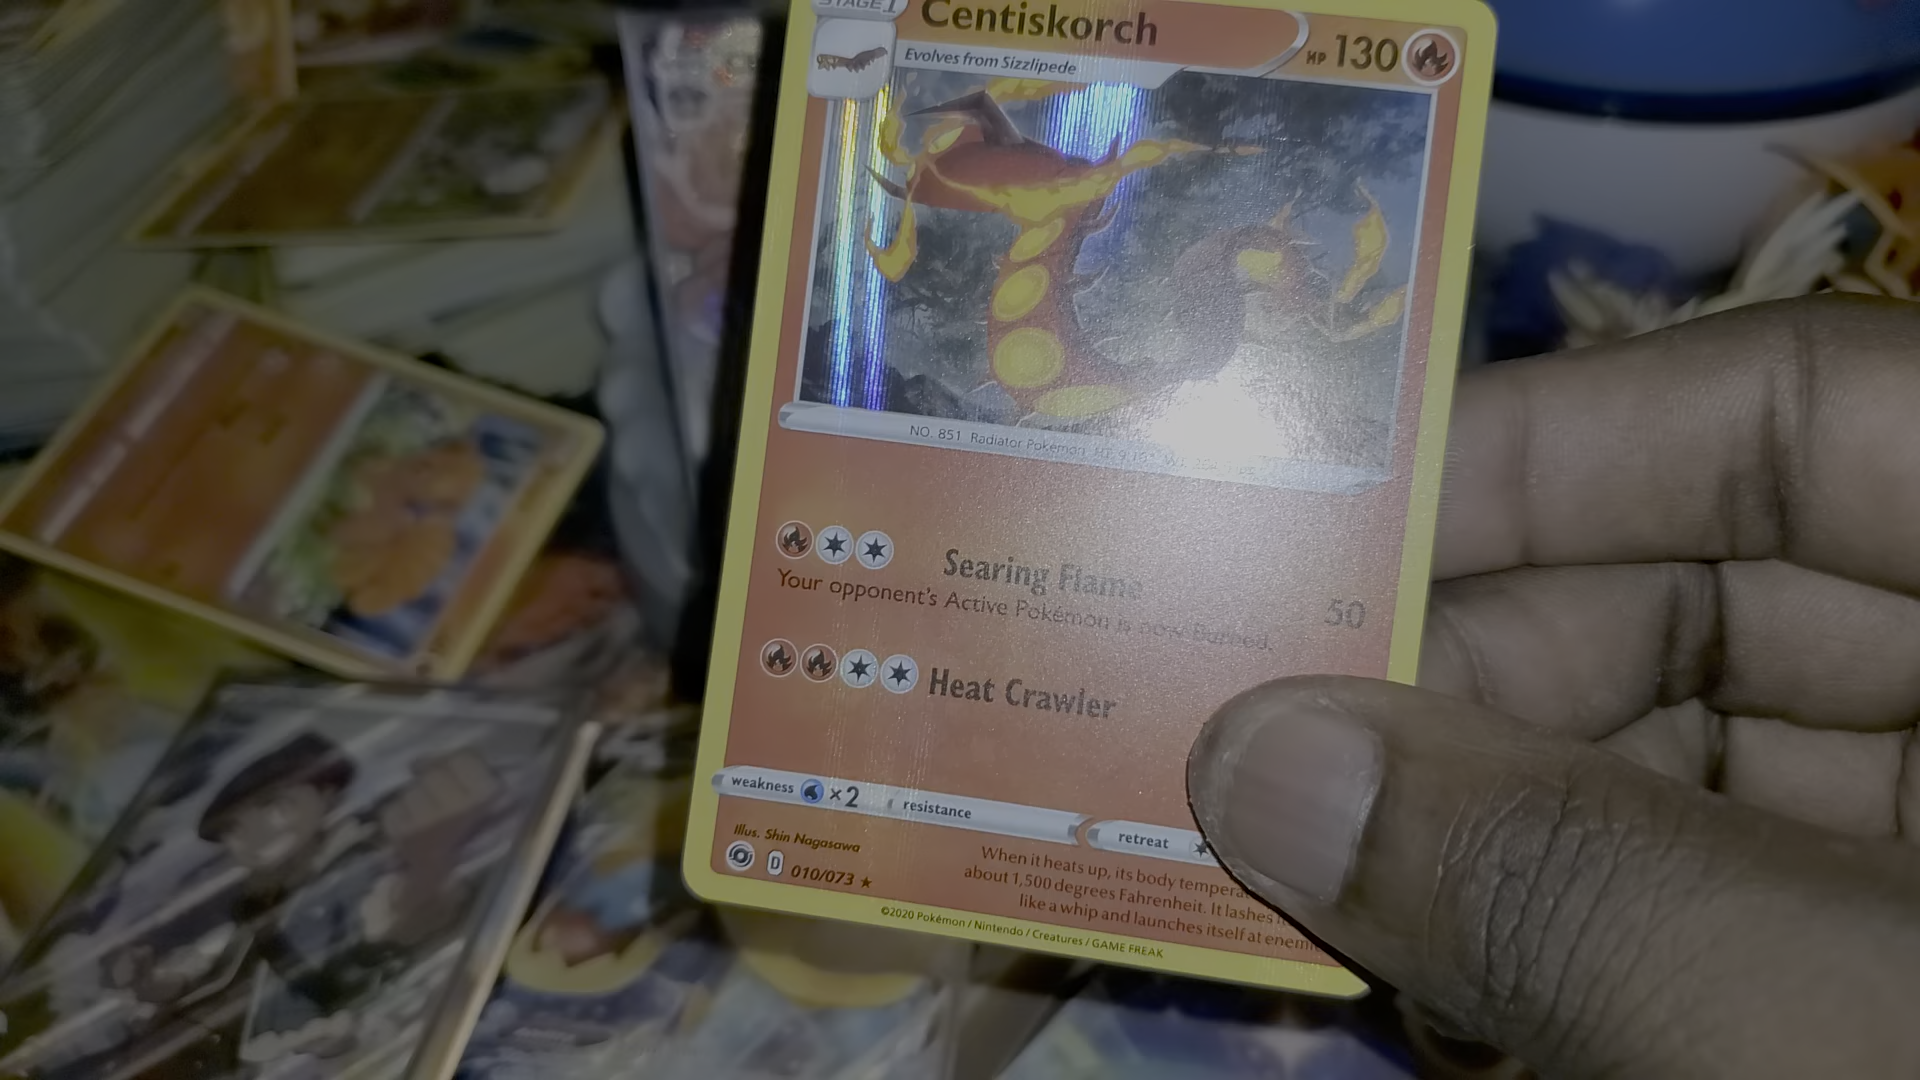 STAGE 1
Centiskorch
HP 130
Evolves from Sizzlipede
NO. 851 Radiator Pokémon HT: 9'10"
Searing Flame
50
Your opponent's Active Pokémon is now Burned.
Heat Crawler
weakness ×2 resistance
retreat
Illus. Shin Nagasawa
D 010/073 ★
When it heats up, its body
about 1,500 degrees Fahrenheit. It lashes
like a whip and launches itself at
©2020 Pokémon / Nintendo / Creatures / GAME FREAK